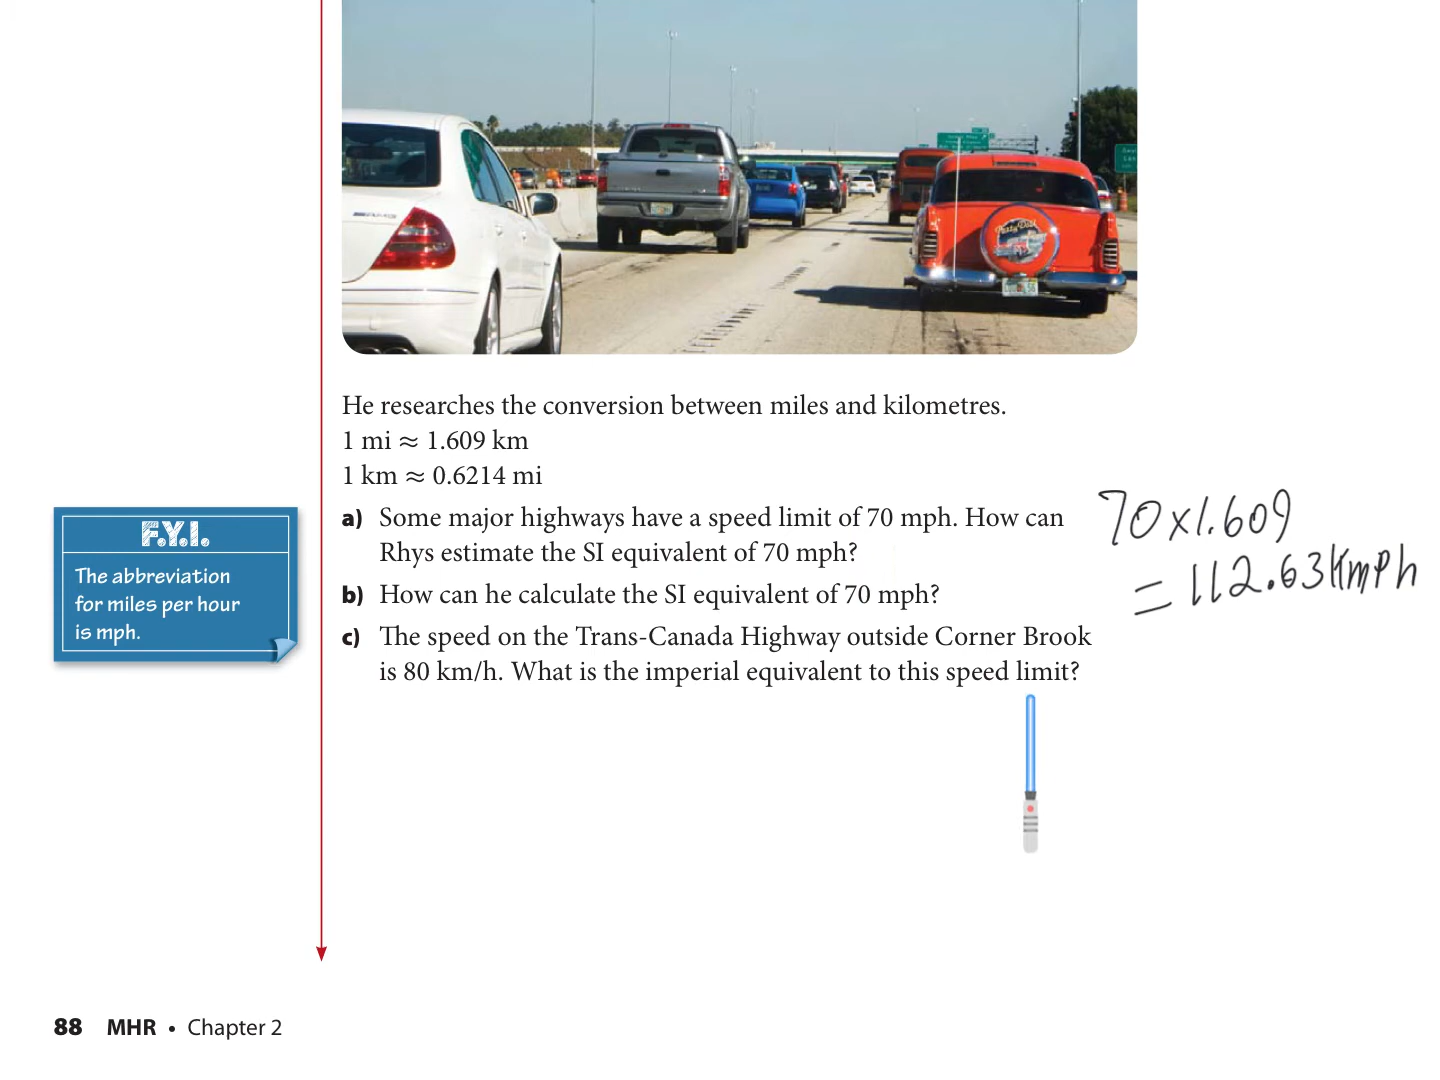 He researches the conversion between miles and kilometres.
1 mi ≈ 1.609 km
1 km ≈ 0.6214 mi
a) Some major highways have a speed limit of 70 mph. How can
Rhys estimate the SI equivalent of 70 mph?
b) How can he calculate the SI equivalent of 70 mph?
c) The speed on the Trans-Canada Highway outside Corner Brook
is 80 km/h. What is the imperial equivalent to this speed limit?
70x1.609
=112.63Kmph
F.Y.I.
The abbreviation
for miles per hour
is mph.
88 MHR • Chapter 2